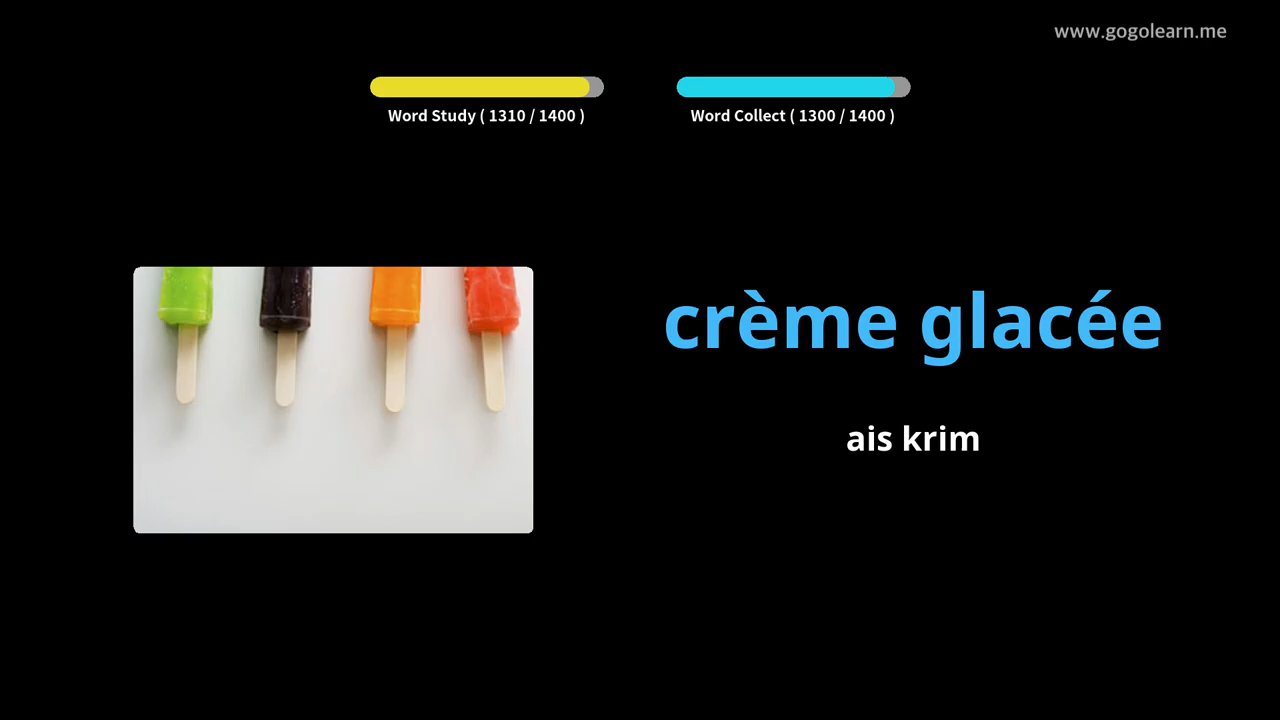 www.gogolearn.me
Word Study ( 1310 / 1400 )
Word Collect ( 1300 / 1400 )
crème glacée
ais krim